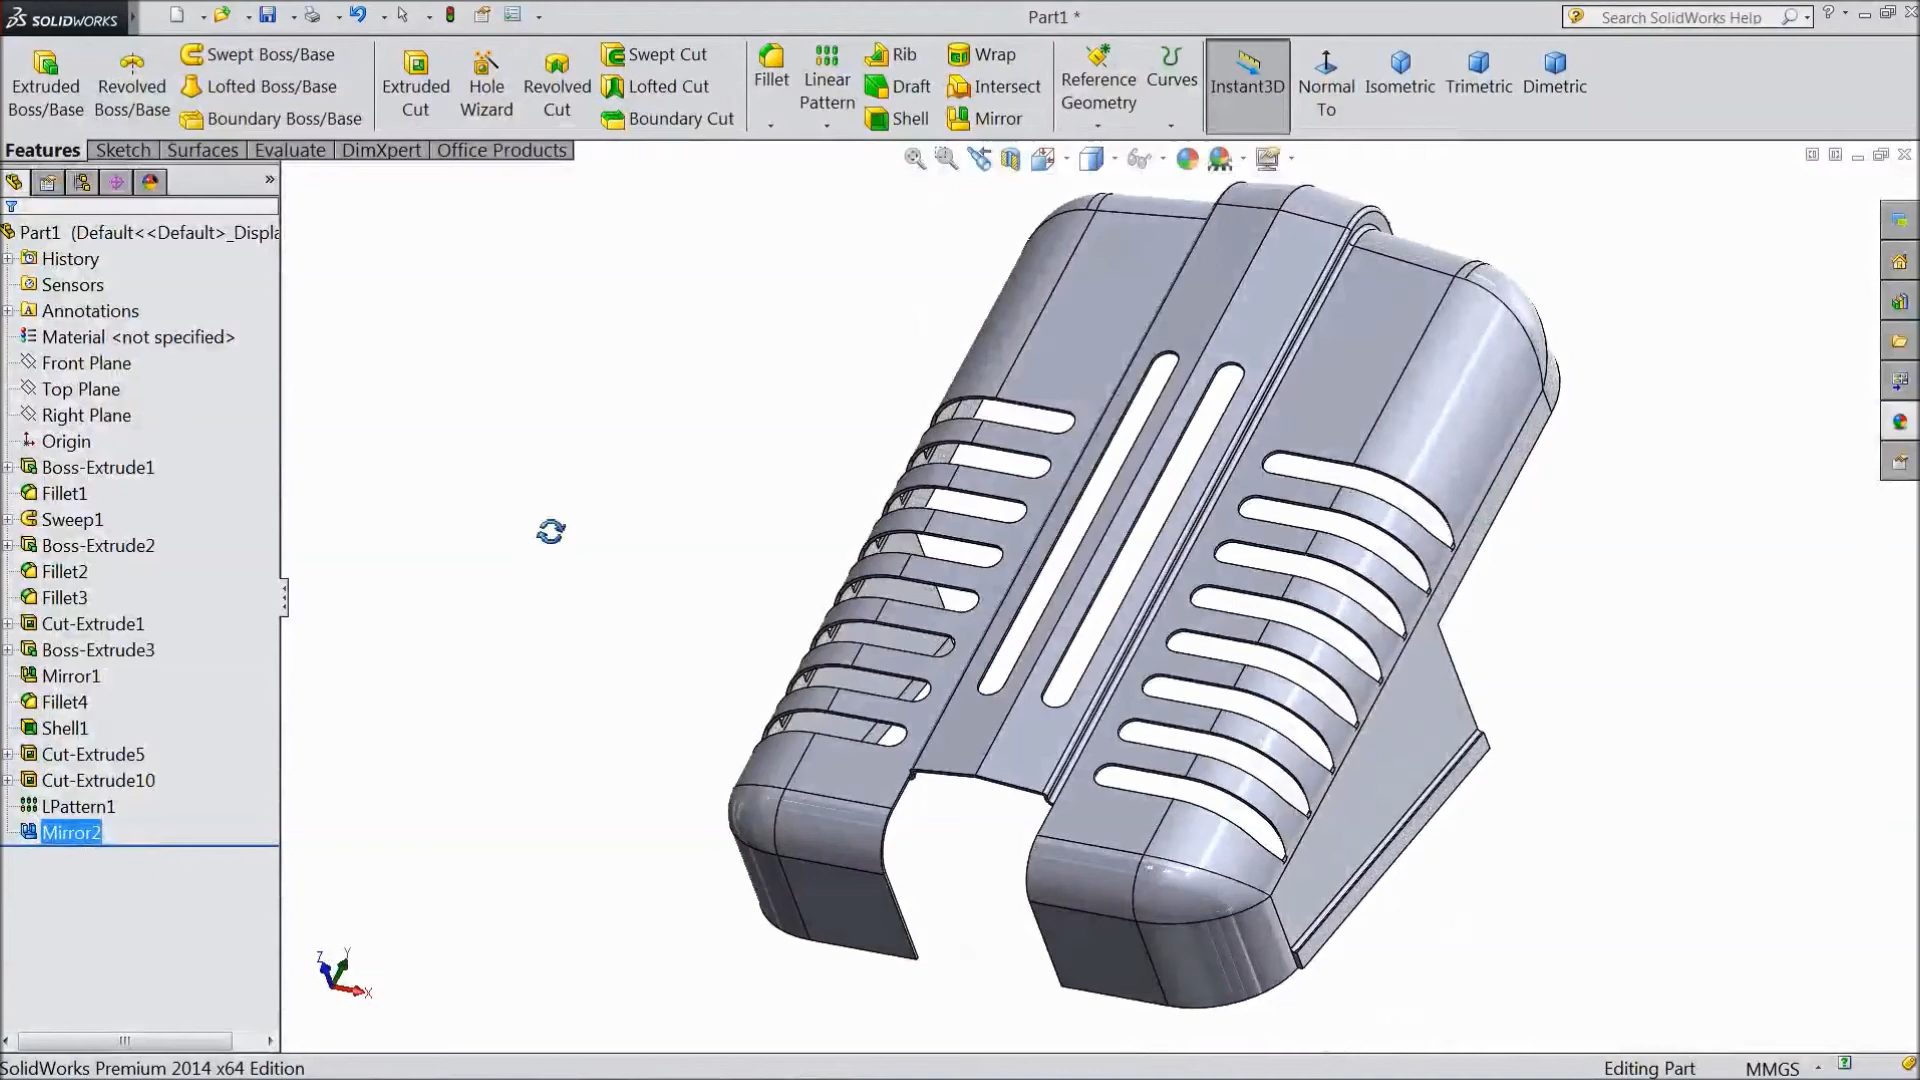 SOLIDWORKS
Part1 *
Search SolidWorks Help
Extruded Boss/Base
Revolved Boss/Base
Swept Boss/Base
Lofted Boss/Base
Boundary Boss/Base
Extruded Cut
Hole Wizard
Revolved Cut
Swept Cut
Lofted Cut
Boundary Cut
Fillet
Linear Pattern
Rib
Draft
Shell
Wrap
Intersect
Mirror
Reference Geometry
Curves
Instant3D
Normal To
Isometric
Trimetric
Dimetric
Features
Sketch
Surfaces
Evaluate
DimXpert
Office Products
Part1 (Default<<Default>_Displa
History
Sensors
Annotations
Material <not specified>
Front Plane
Top Plane
Right Plane
Origin
Boss-Extrude1
Fillet1
Sweep1
Boss-Extrude2
Fillet2
Fillet3
Cut-Extrude1
Boss-Extrude3
Mirror1
Fillet4
Shell1
Cut-Extrude5
Cut-Extrude10
LPattern1
Mirror2
Z
Y
X
SolidWorks Premium 2014 x64 Edition
Editing Part
MMGS